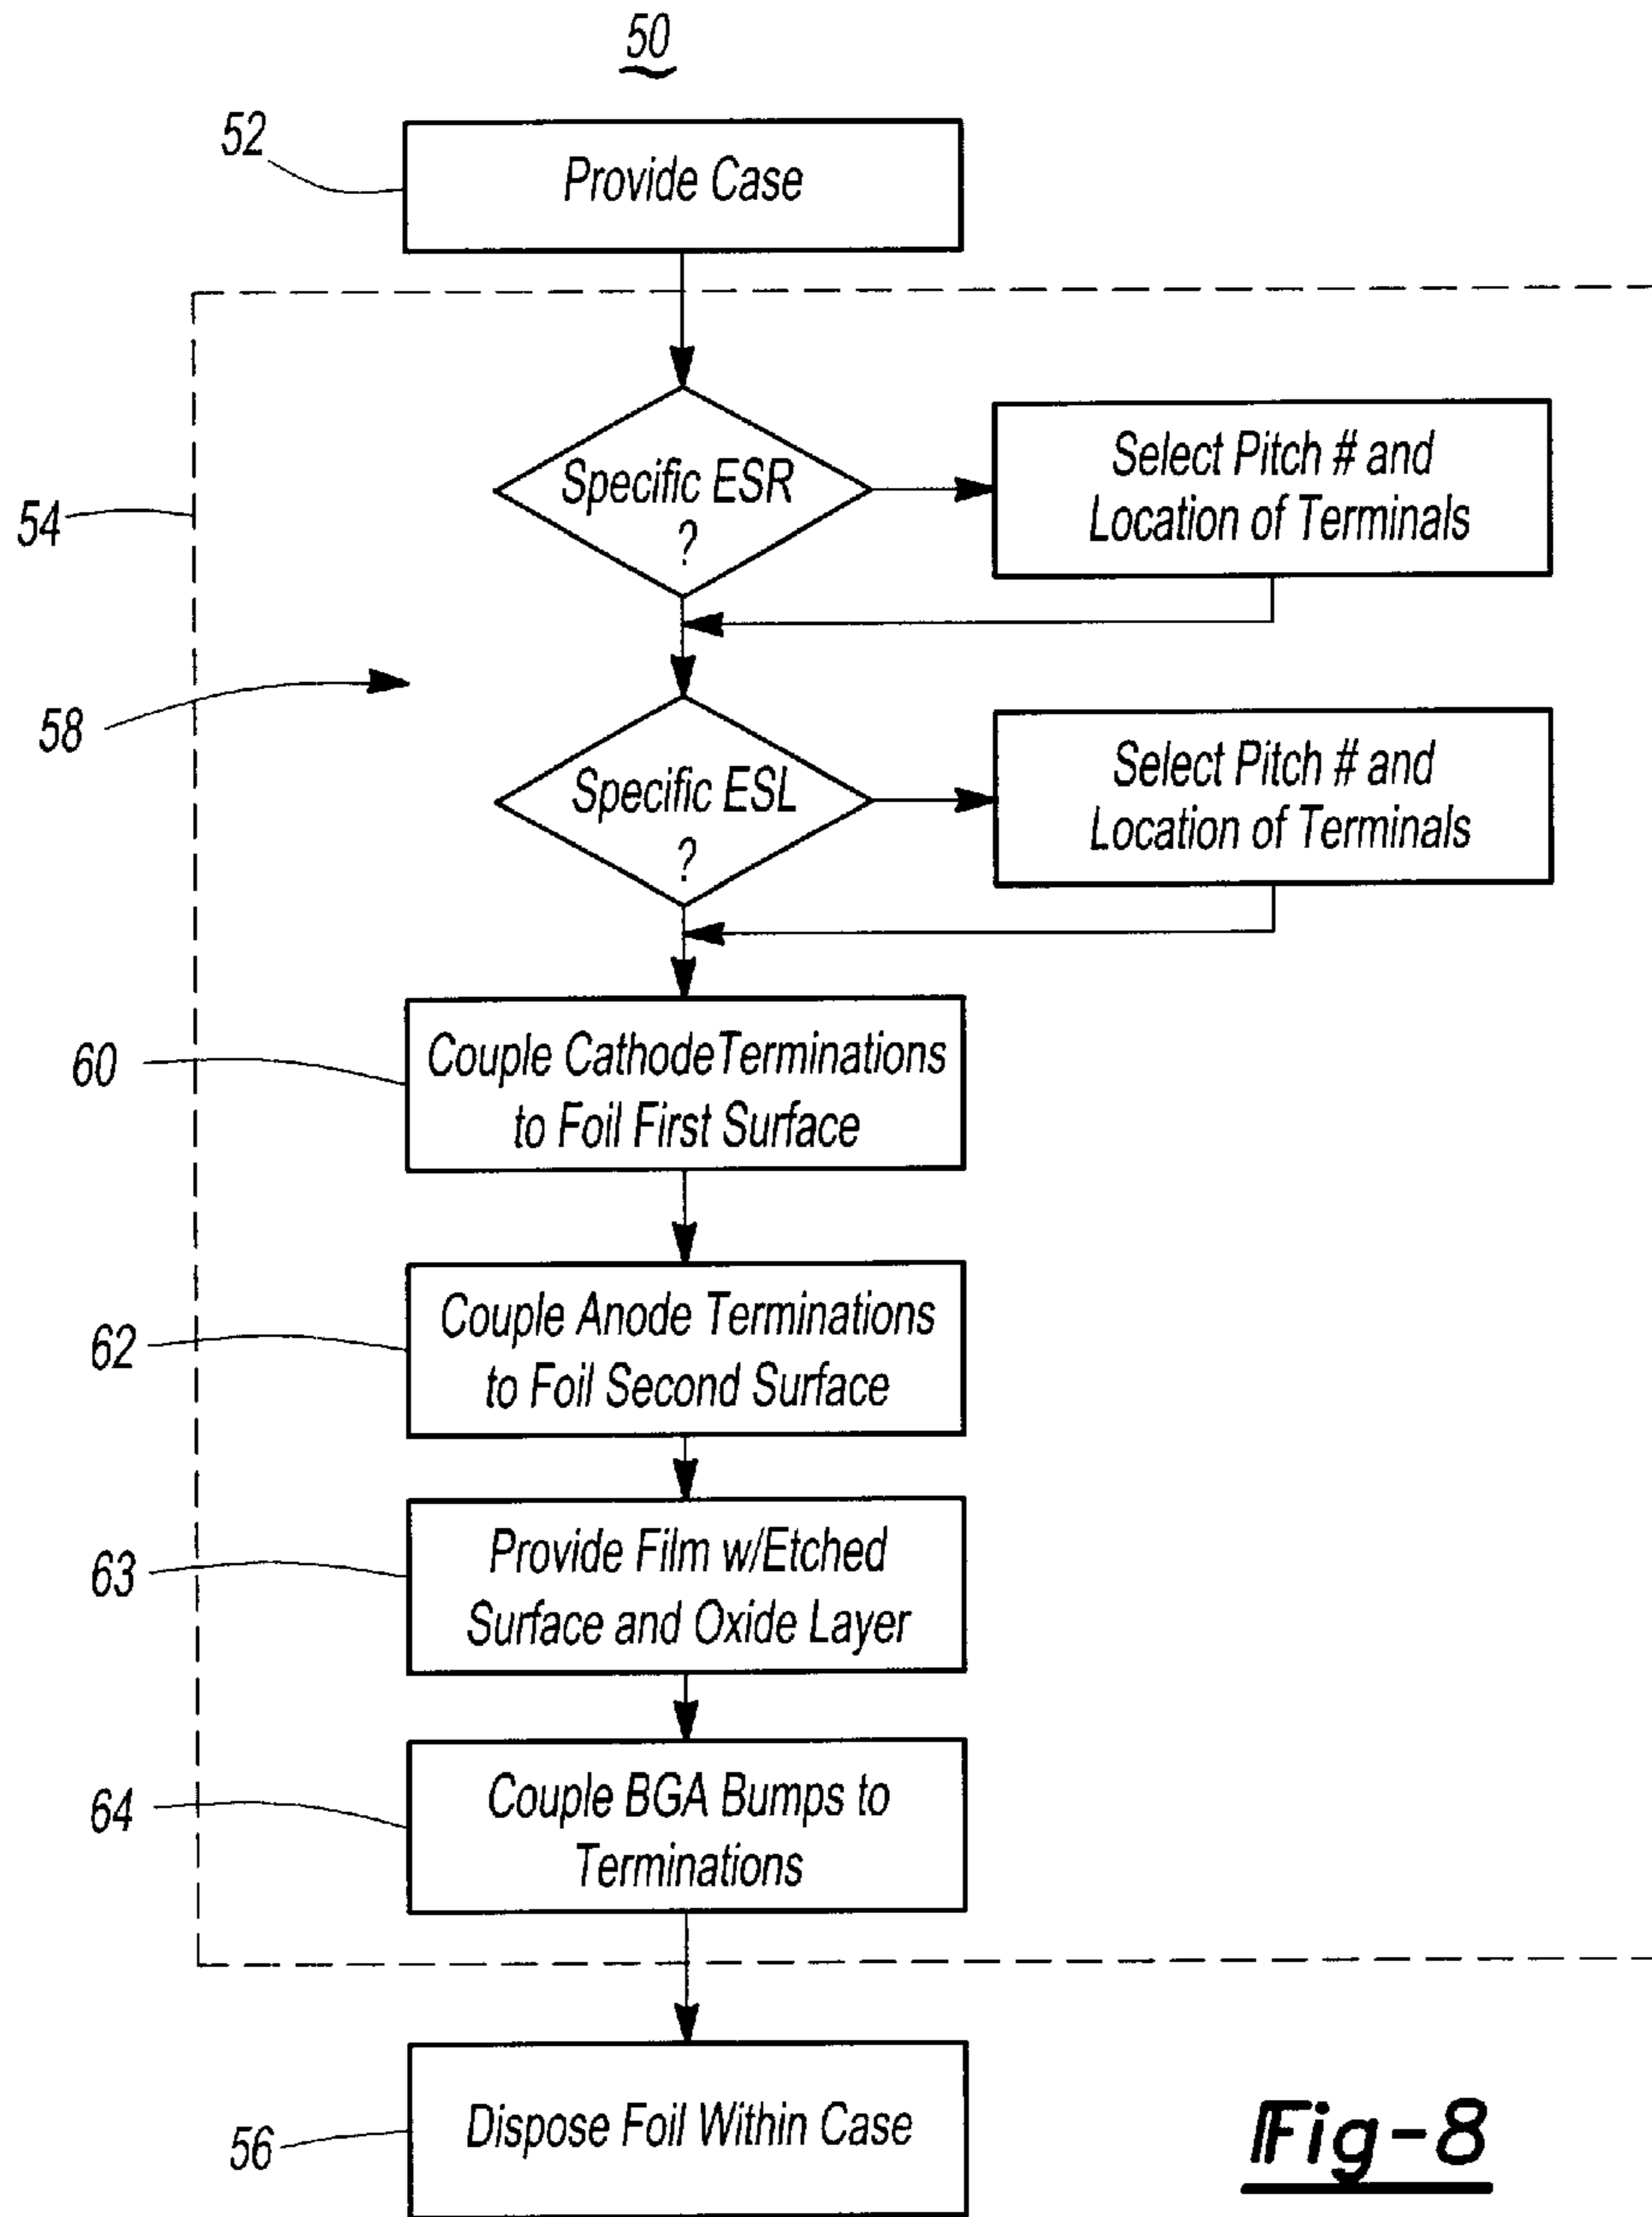 50
52
Provide Case
54
Specific ESR
?
Select Pitch # and
Location of Terminals
58
Specific ESL
?
Select Pitch # and
Location of Terminals
60
Couple CathodeTerminations
to Foil First Surface
62
Couple Anode Terminations
to Foil Second Surface
63
Provide Film w/Etched
Surface and Oxide Layer
64
Couple BGA Bumps to
Terminations
56
Dispose Foil Within Case
Fig-8